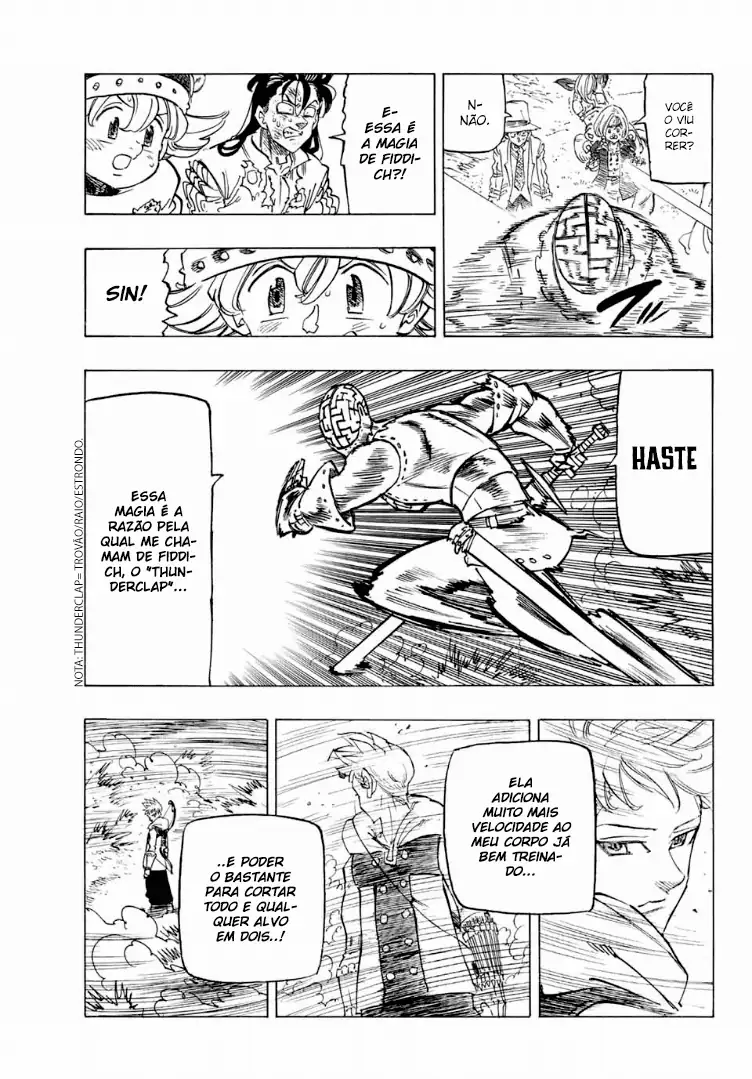 VOCÊ
O VIU
COR-
RER?
N-
NÃO.
E-
ESSA É
A MAGIA
DE FIDDI-
CH?!
SIN!
HASTE
ESSA
MAGIA É A
RAZÃO PELA
QUAL ME CHA-
MAM DE FIDDI-
CH, O "THUN-
DERCLAP"...
NOTA: THUNDERCLAP= TROVÃO/RAIO/ESTRONDO.
ELA
ADICIONA
MUITO MAIS
VELOCIDADE AO
MEU CORPO JÁ
BEM TREINA-
DO...
..E PODER
O BASTANTE
PARA CORTAR
TODO E QUAL-
QUER ALVO
EM DOIS..!